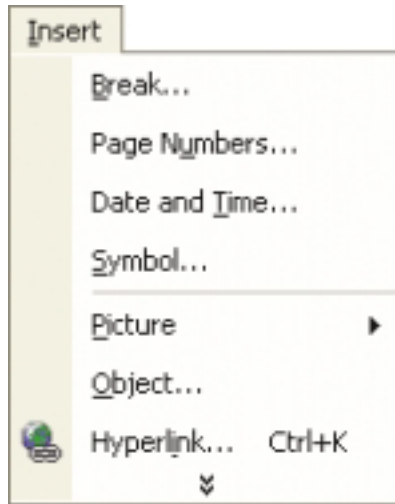 Insert
Break...
Page Numbers...
Date and Time...
Symbol...
Picture
Object...
Hyperlink... Ctrl+K